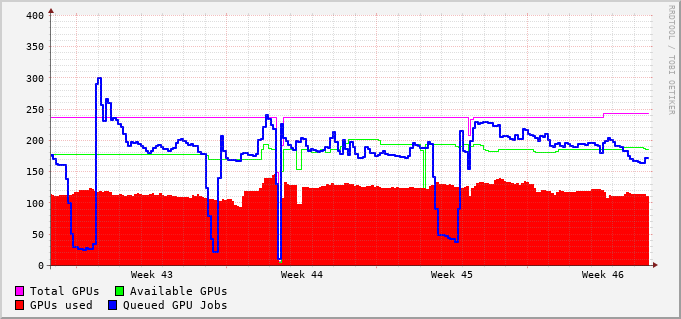 400
350
300
250
200
150
100
50
0
Week 43 Week 44 Week 45 Week 46
Total GPUs Available GPUs
GPUs used Queued GPU Jobs
RRDTOOL / TOBI OETIKER